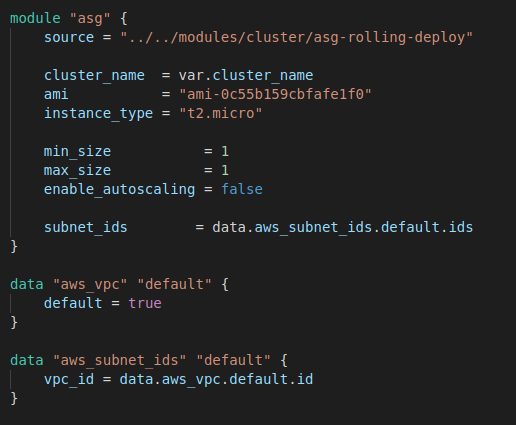 module "asg" {
    source = "../../modules/cluster/asg-rolling-deploy"

    cluster_name  = var.cluster_name
    ami           = "ami-0c55b159cbfafe1f0"
    instance_type = "t2.micro"

    min_size           = 1
    max_size           = 1
    enable_autoscaling = false

    subnet_ids        = data.aws_subnet_ids.default.ids
}

data "aws_vpc" "default" {
    default = true
}

data "aws_subnet_ids" "default" {
    vpc_id = data.aws_vpc.default.id
}